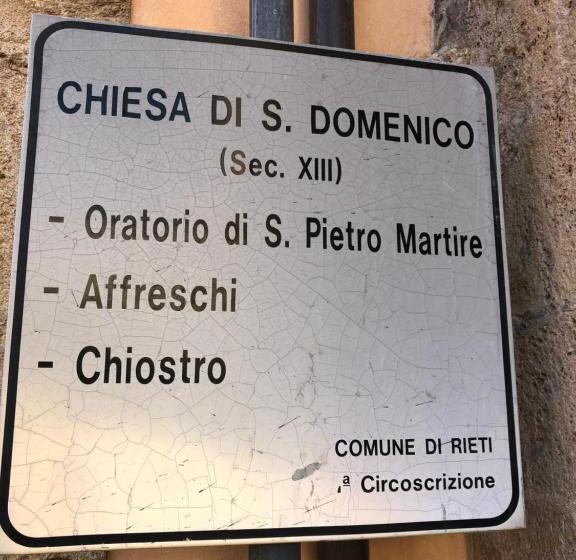 CHIESA DI S. DOMENICO
(Sec. XIII)
- Oratorio di S. Pietro Martire
- Affreschi
- Chiostro
COMUNE DI RIETI
ª Circoscrizione